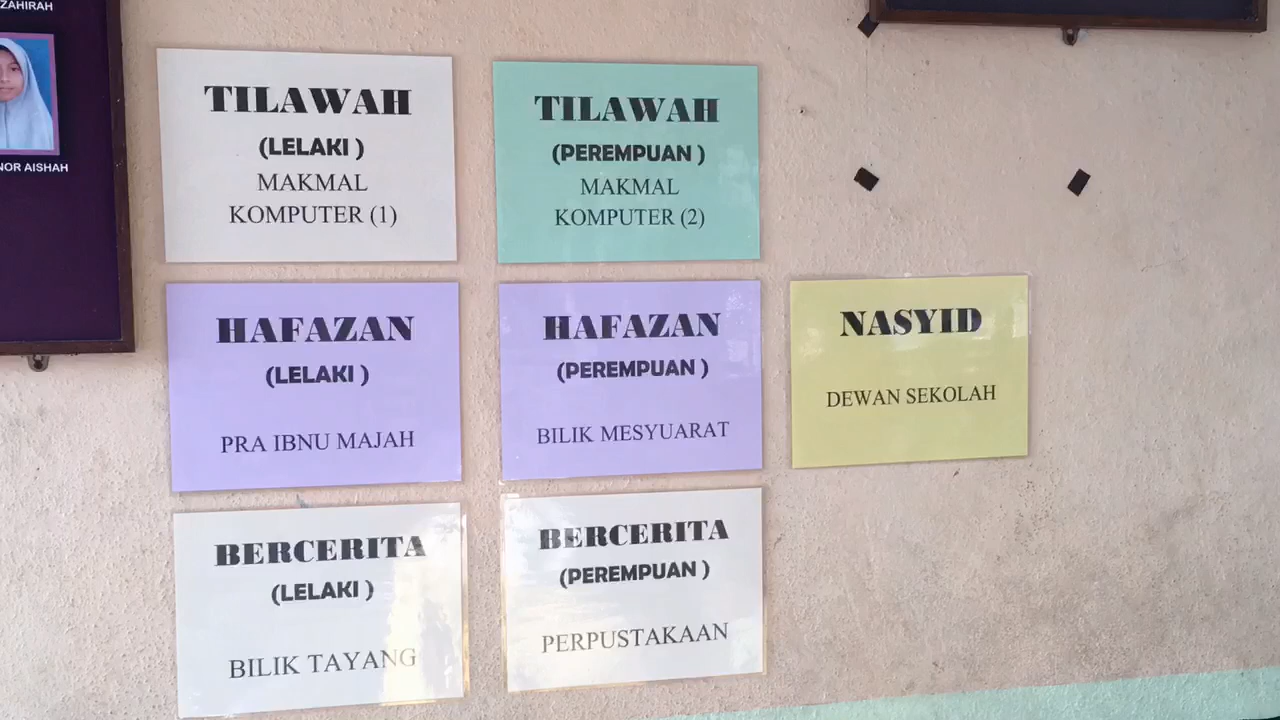 ZAHIRAH
NOR AISHAH
TILAWAH
(LELAKI )
MAKMAL
KOMPUTER (1)
TILAWAH
(PEREMPUAN )
MAKMAL
KOMPUTER (2)
HAFAZAN
(LELAKI )
PRA IBNU MAJAH
HAFAZAN
(PEREMPUAN )
BILIK MESYUARAT
NASYID
DEWAN SEKOLAH
BERCERITA
(LELAKI )
BILIK TAYANG
BERCERITA
(PEREMPUAN )
PERPUSTAKAAN